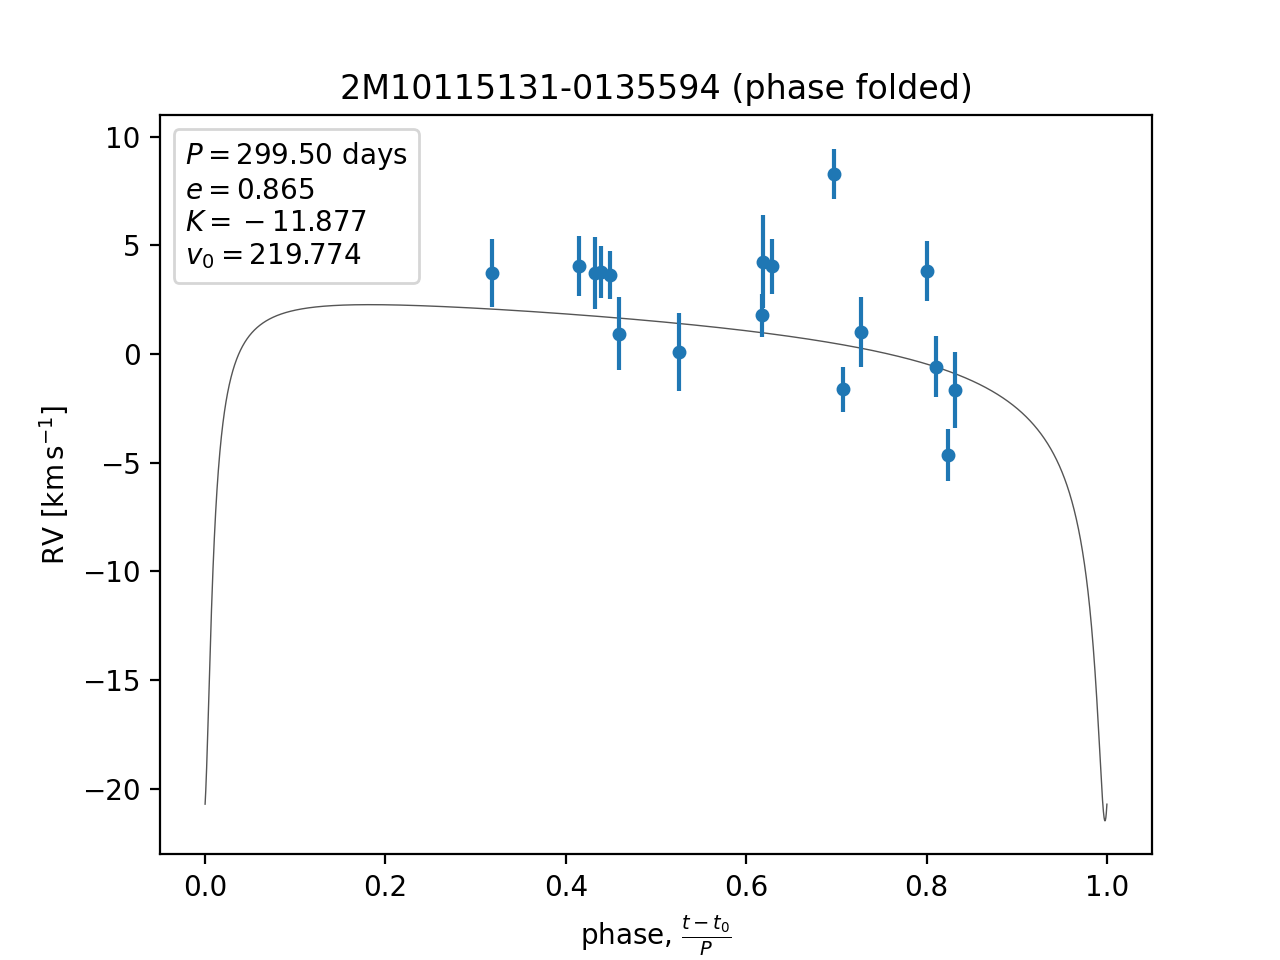 2M10115131-0135594 (phase folded)
P = 299.50 days
e = 0.865
K = −11.877
v₀ = 219.774
10
5
0
−5
−10
−15
−20
RV [km s⁻¹]
0.0 0.2 0.4 0.6 0.8 1.0
phase, (t − t₀)/P